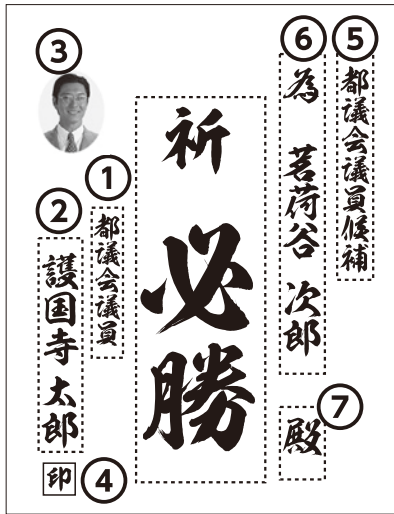 ⑤
都議会議員候補
⑥
為 茗荷谷 次郎
⑦
殿
祈 必勝
①
都議会議員
③
②
護国寺 太郎
④
印